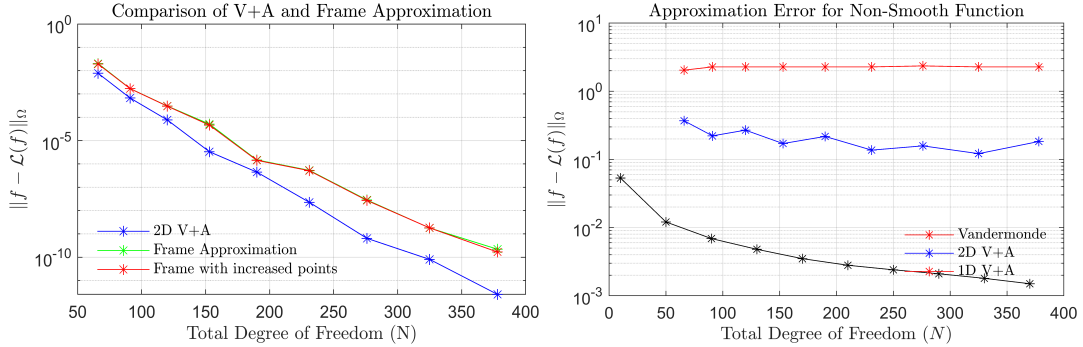 Comparison of V+A and Frame Approximation
10^0
10^-5
10^-10
||f − L(f)||_Ω
2D V+A
Frame Approximation
Frame with increased points
50 100 150 200 250 300 350 400
Total Degree of Freedom (N)
Approximation Error for Non-Smooth Function
10^1
10^0
10^-1
10^-2
10^-3
||f − L(f)||_Ω
Vandermonde
2D V+A
1D V+A
0 50 100 150 200 250 300 350 400
Total Degree of Freedom (N)